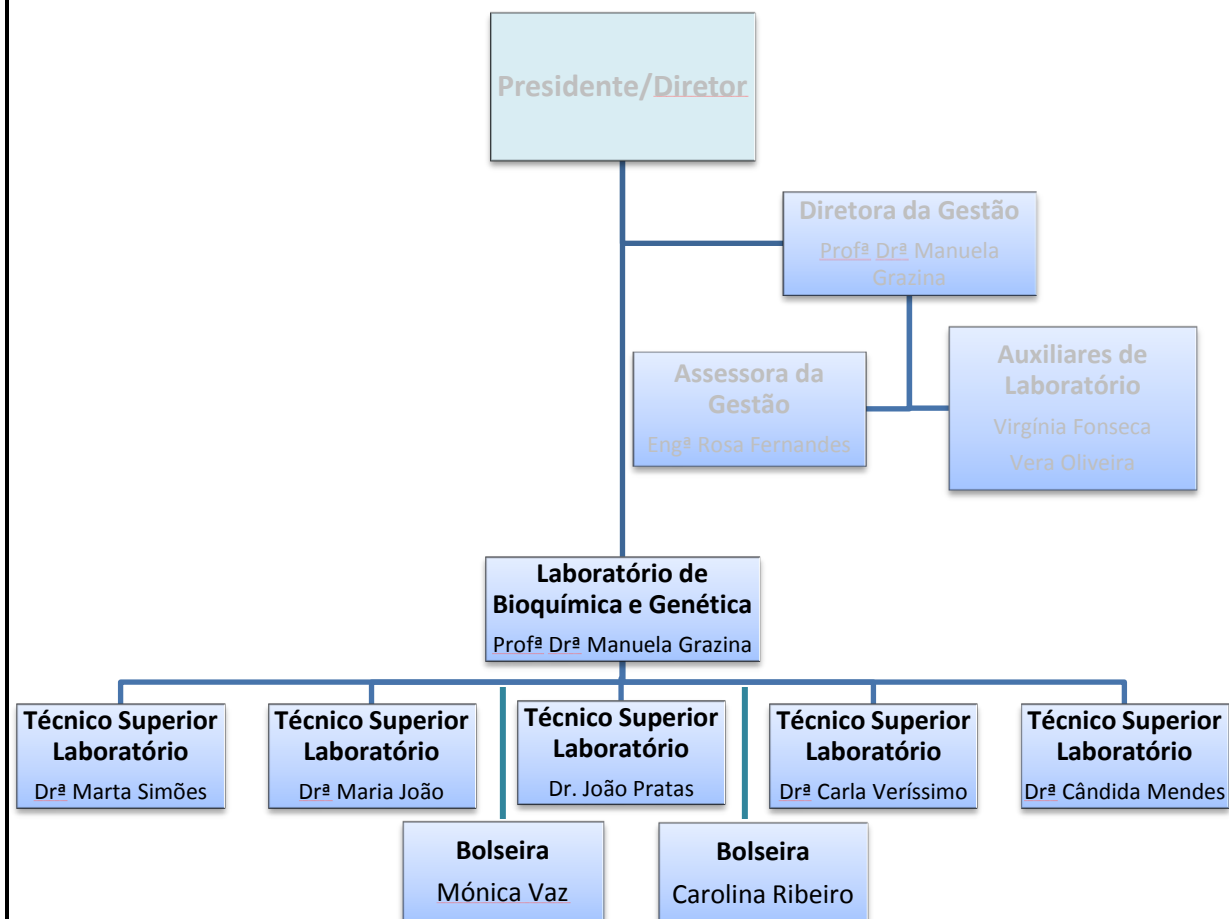 Presidente/Diretor
Diretora da Gestão
Profª Drª Manuela
Grazina
Assessora da
Gestão
Engª Rosa Fernandes
Auxiliares de
Laboratório
Virgínia Fonseca
Vera Oliveira
Laboratório de
Bioquímica e Genética
Profª Drª Manuela Grazina
Técnico Superior
Laboratório
Drª Marta Simões
Técnico Superior
Laboratório
Drª Maria João
Técnico Superior
Laboratório
Dr. João Pratas
Técnico Superior
Laboratório
Drª Carla Veríssimo
Técnico Superior
Laboratório
Drª Cândida Mendes
Bolseira
Mónica Vaz
Bolseira
Carolina Ribeiro